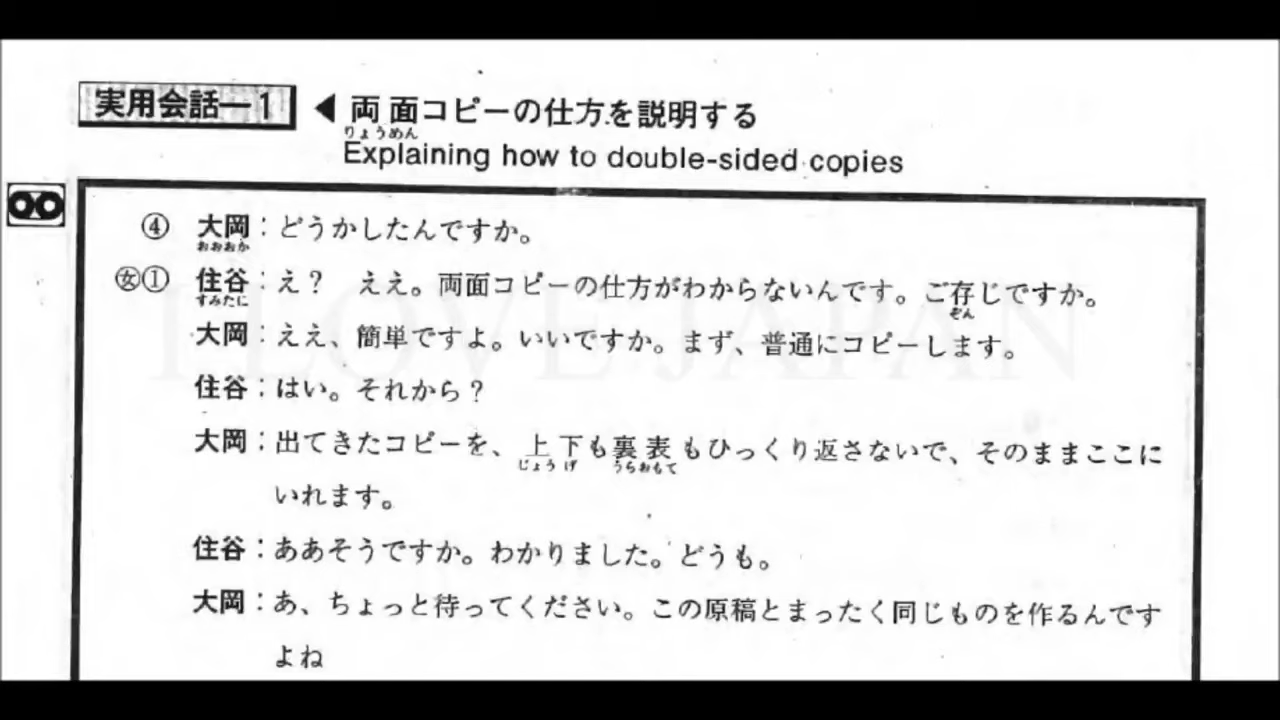 実用会話―1 ◀ 両面コピーの仕方を説明する
りょうめん
Explaining how to double-sided copies
④ 大岡：どうかしたんですか。
おおおか
女① 住谷：え？　ええ。両面コピーの仕方がわからないんです。ご存じですか。
すみたに ぞん
大岡：ええ、簡単ですよ。いいですか。まず、普通にコピーします。
I LOVE JAPAN
住谷：はい。それから？
大岡：出てきたコピーを、上下も裏表もひっくり返さないで、そのままここに
じょうげ うらおもて
いれます。
住谷：ああそうですか。わかりました。どうも。
大岡：あ、ちょっと待ってください。この原稿とまったく同じものを作るんです
よね